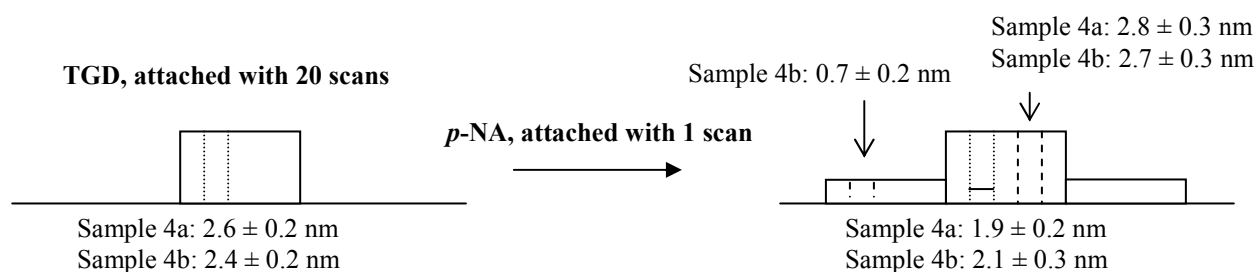 TGD, attached with 20 scans
Sample 4a: 2.6 ± 0.2 nm
Sample 4b: 2.4 ± 0.2 nm
p-NA, attached with 1 scan
Sample 4a: 2.8 ± 0.3 nm
Sample 4b: 2.7 ± 0.3 nm
Sample 4b: 0.7 ± 0.2 nm
Sample 4a: 1.9 ± 0.2 nm
Sample 4b: 2.1 ± 0.3 nm